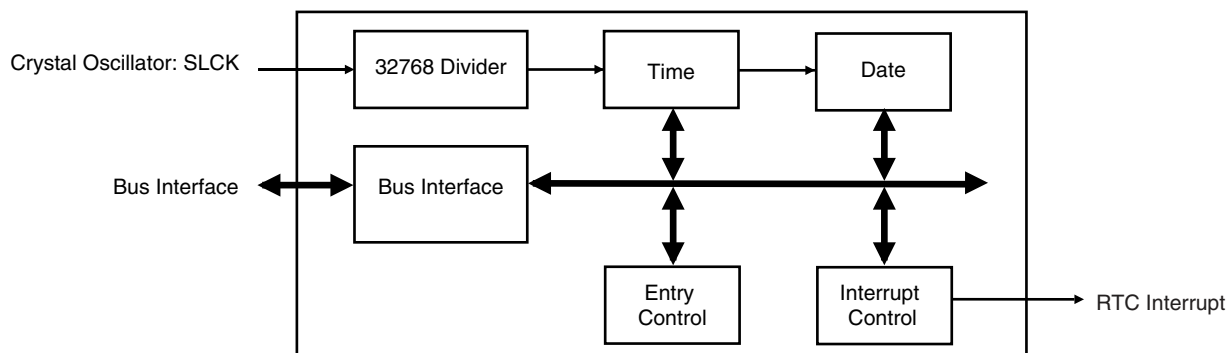 Crystal Oscillator: SLCK
32768 Divider
Time
Date
Bus Interface
Bus Interface
Entry
Control
Interrupt
Control
RTC Interrupt